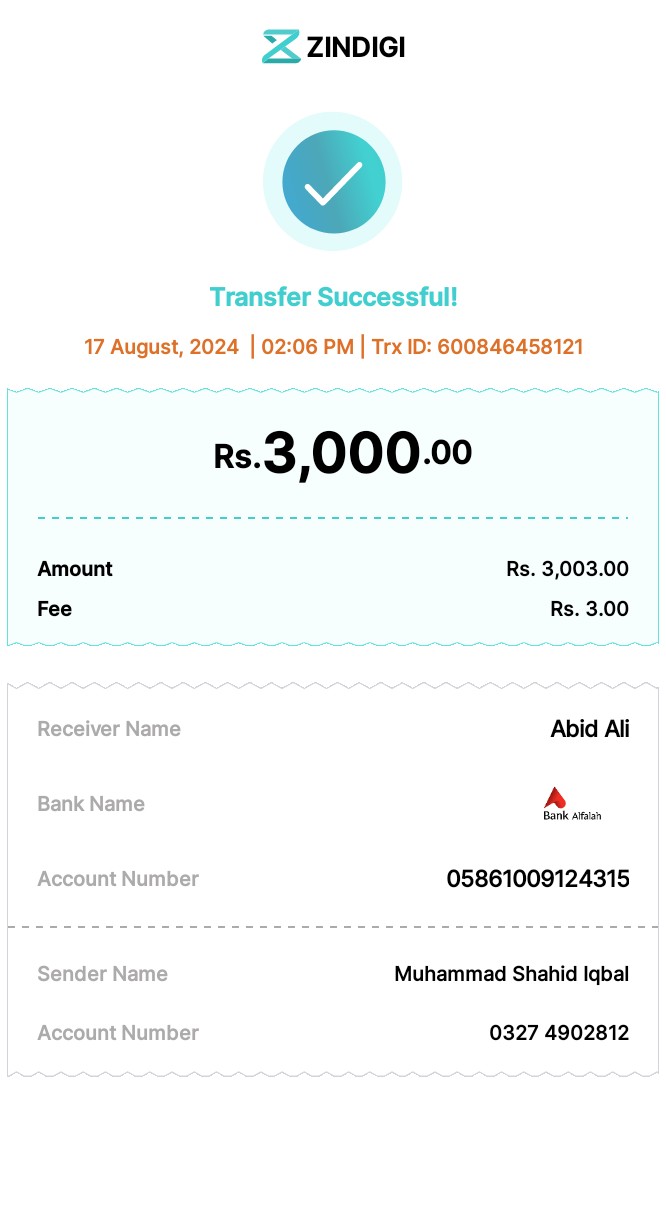 ZINDIGI
Transfer Successful!
17 August, 2024 | 02:06 PM | Trx ID: 600846458121
Rs.3,000.00
Amount Rs. 3,003.00
Fee Rs. 3.00
Receiver Name Abid Ali
Bank Name Bank Alfalah
Account Number 05861009124315
Sender Name Muhammad Shahid Iqbal
Account Number 0327 4902812